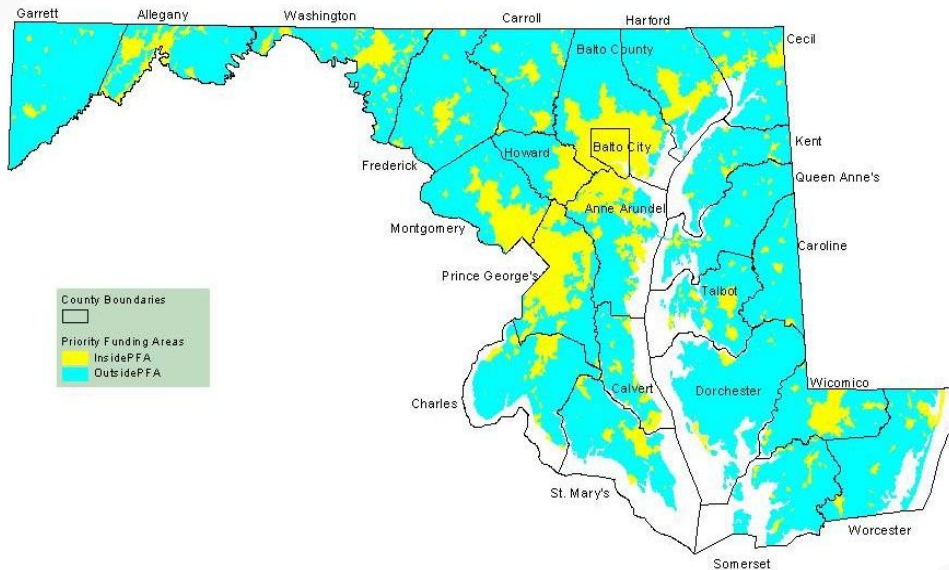 Garrett
Allegany
Washington
Carroll
Harford
Cecil
Balto County
Balto City
Howard
Kent
Frederick
Queen Anne's
Anne Arundel
Montgomery
Caroline
Prince George's
Talbot
County Boundaries
Priority Funding Areas
InsidePFA
OutsidePFA
Wicomico
Calvert
Dorchester
Charles
St. Mary's
Worcester
Somerset